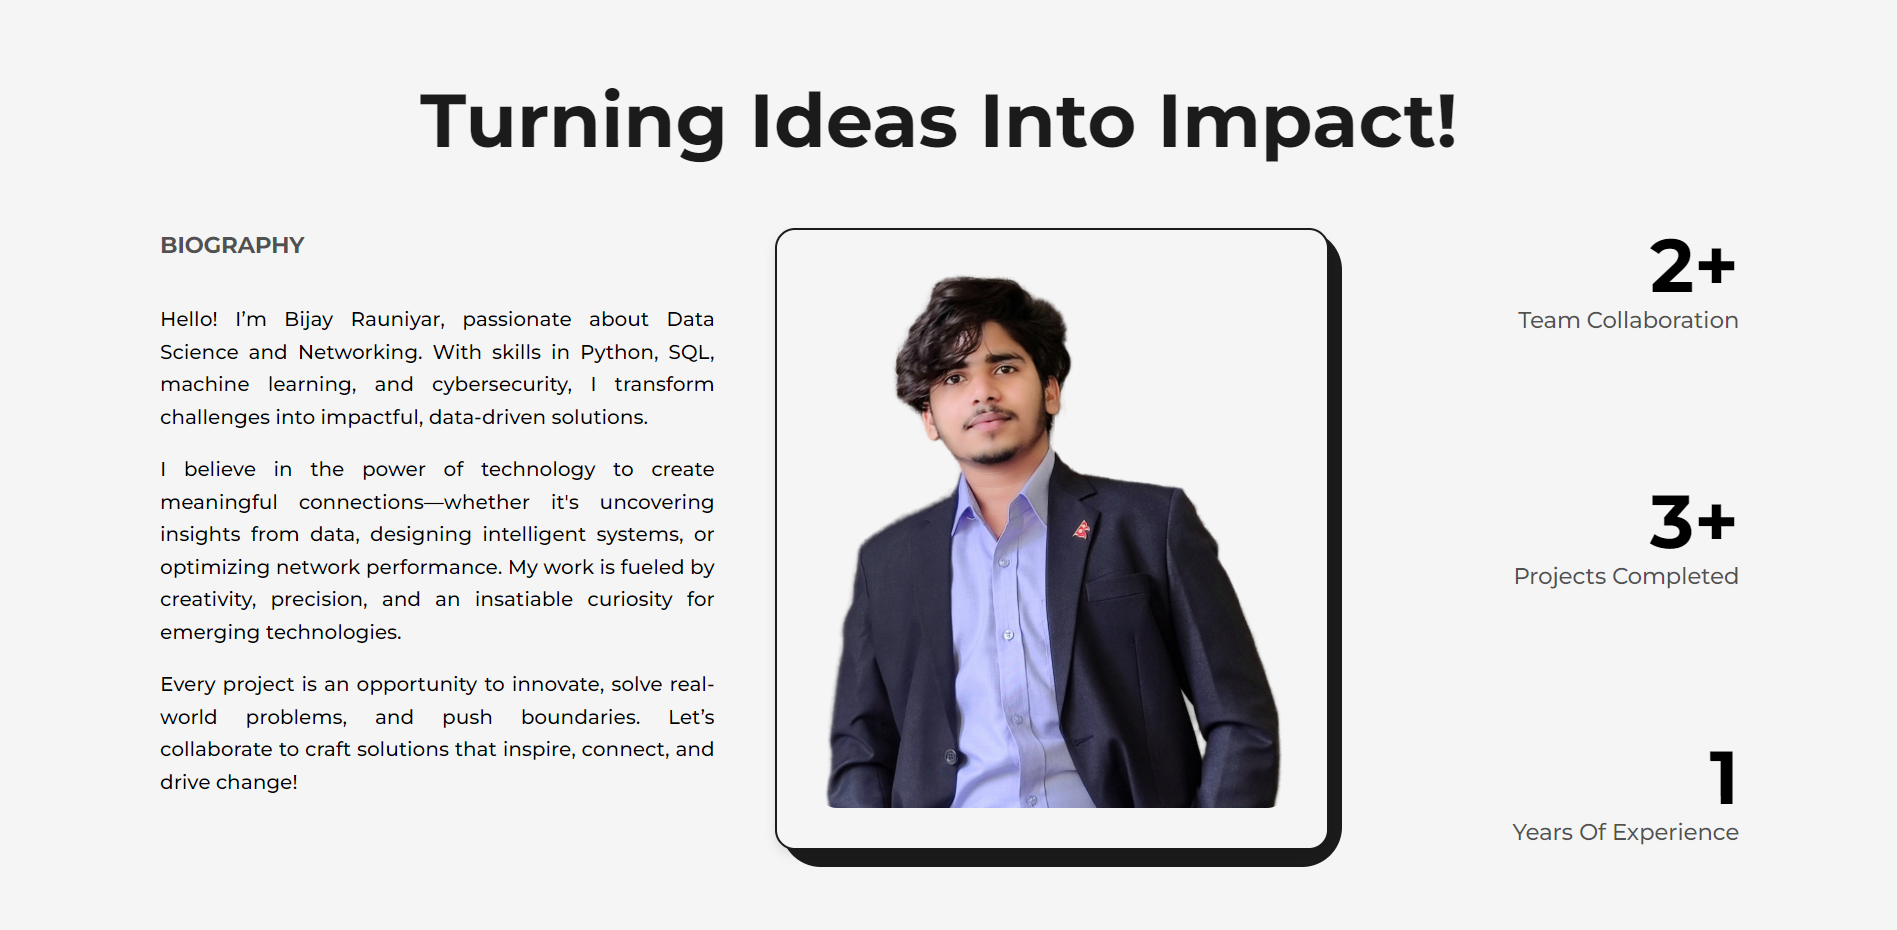 Turning Ideas Into Impact!
BIOGRAPHY
Hello! I’m Bijay Rauniyar, passionate about Data
Science and Networking. With skills in Python, SQL,
machine learning, and cybersecurity, I transform
challenges into impactful, data-driven solutions.
I believe in the power of technology to create
meaningful connections—whether it's uncovering
insights from data, designing intelligent systems, or
optimizing network performance. My work is fueled by
creativity, precision, and an insatiable curiosity for
emerging technologies.
Every project is an opportunity to innovate, solve real-
world problems, and push boundaries. Let’s
collaborate to craft solutions that inspire, connect, and
drive change!
2+
Team Collaboration
3+
Projects Completed
1
Years Of Experience